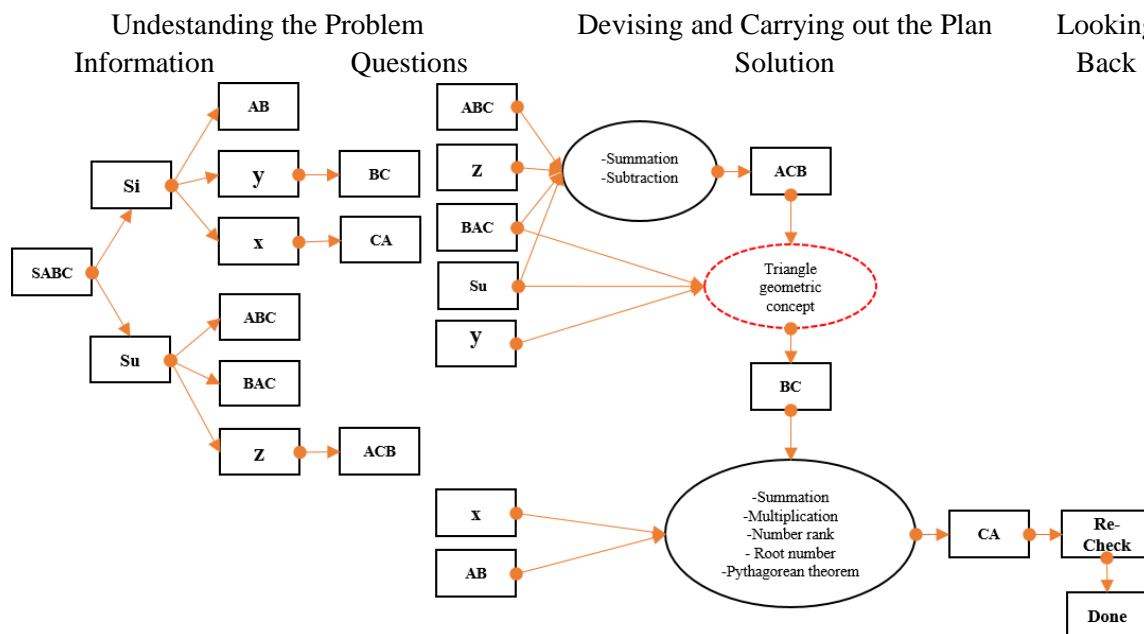 Undestanding the Problem
Devising and Carrying out the Plan
Looking
Information
Questions
Solution
Back
AB
Si
y
BC
x
CA
SABC
ABC
Su
BAC
z
ACB
ABC
z
BAC
Su
y
-Summation
-Subtraction
ACB
Triangle
geometric
concept
BC
x
AB
-Summation
-Multiplication
-Number rank
- Root number
-Pythagorean theorem
CA
Re-
Check
Done